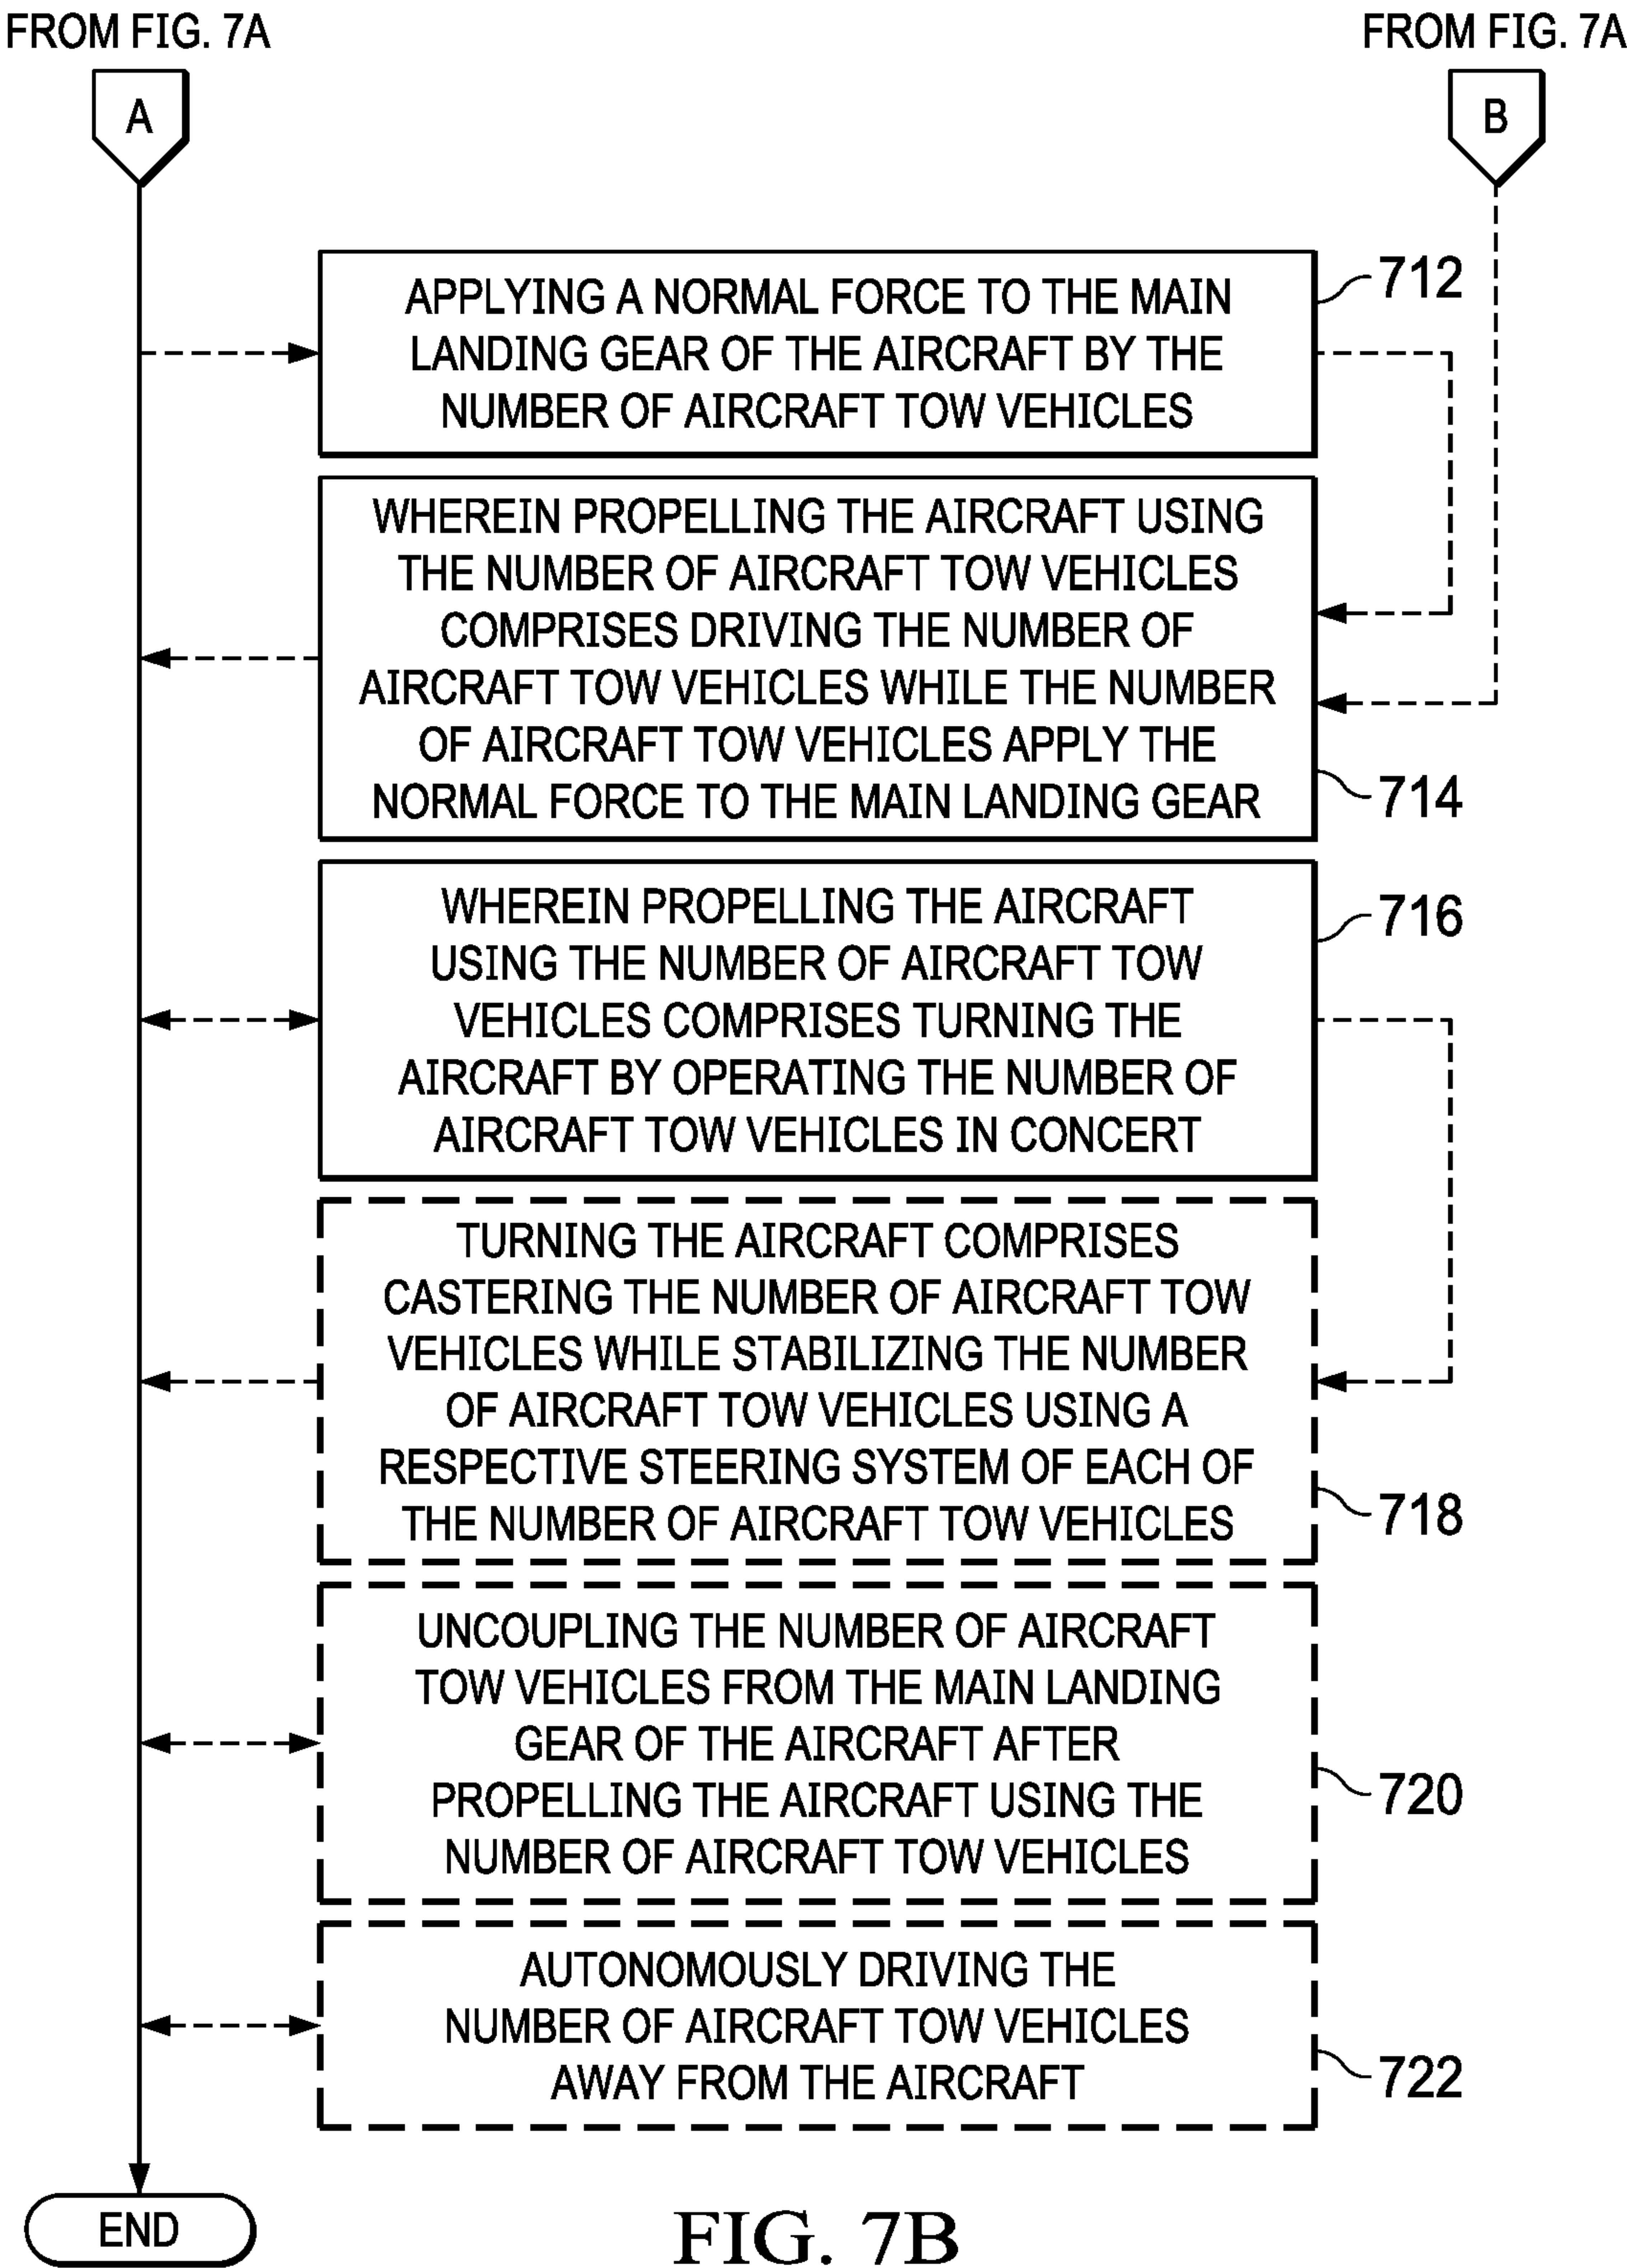 FROM FIG. 7A
FROM FIG. 7A
A
B
APPLYING A NORMAL FORCE TO THE MAIN
LANDING GEAR OF THE AIRCRAFT BY THE
NUMBER OF AIRCRAFT TOW VEHICLES
712
WHEREIN PROPELLING THE AIRCRAFT USING
THE NUMBER OF AIRCRAFT TOW VEHICLES
COMPRISES DRIVING THE NUMBER OF
AIRCRAFT TOW VEHICLES WHILE THE NUMBER
OF AIRCRAFT TOW VEHICLES APPLY THE
NORMAL FORCE TO THE MAIN LANDING GEAR
714
WHEREIN PROPELLING THE AIRCRAFT
USING THE NUMBER OF AIRCRAFT TOW
VEHICLES COMPRISES TURNING THE
AIRCRAFT BY OPERATING THE NUMBER OF
AIRCRAFT TOW VEHICLES IN CONCERT
716
TURNING THE AIRCRAFT COMPRISES
CASTERING THE NUMBER OF AIRCRAFT TOW
VEHICLES WHILE STABILIZING THE NUMBER
OF AIRCRAFT TOW VEHICLES USING A
RESPECTIVE STEERING SYSTEM OF EACH OF
THE NUMBER OF AIRCRAFT TOW VEHICLES
718
UNCOUPLING THE NUMBER OF AIRCRAFT
TOW VEHICLES FROM THE MAIN LANDING
GEAR OF THE AIRCRAFT AFTER
PROPELLING THE AIRCRAFT USING THE
NUMBER OF AIRCRAFT TOW VEHICLES
720
AUTONOMOUSLY DRIVING THE
NUMBER OF AIRCRAFT TOW VEHICLES
AWAY FROM THE AIRCRAFT
722
END
FIG. 7B